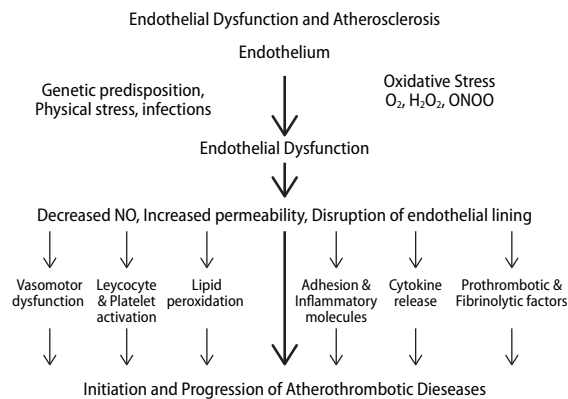 Endothelial Dysfunction and Atherosclerosis
Endothelium
Genetic predisposition,
Physical stress, infections
Oxidative Stress
O₂, H₂O₂, ONOO
Endothelial Dysfunction
Decreased NO, Increased permeability, Disruption of endothelial lining
Vasomotor
dysfunction
Leycocyte
& Platelet
activation
Lipid
peroxidation
Adhesion &
Inflammatory
molecules
Cytokine
release
Prothrombotic &
Fibrinolytic factors
Initiation and Progression of Atherothrombotic Dieseases